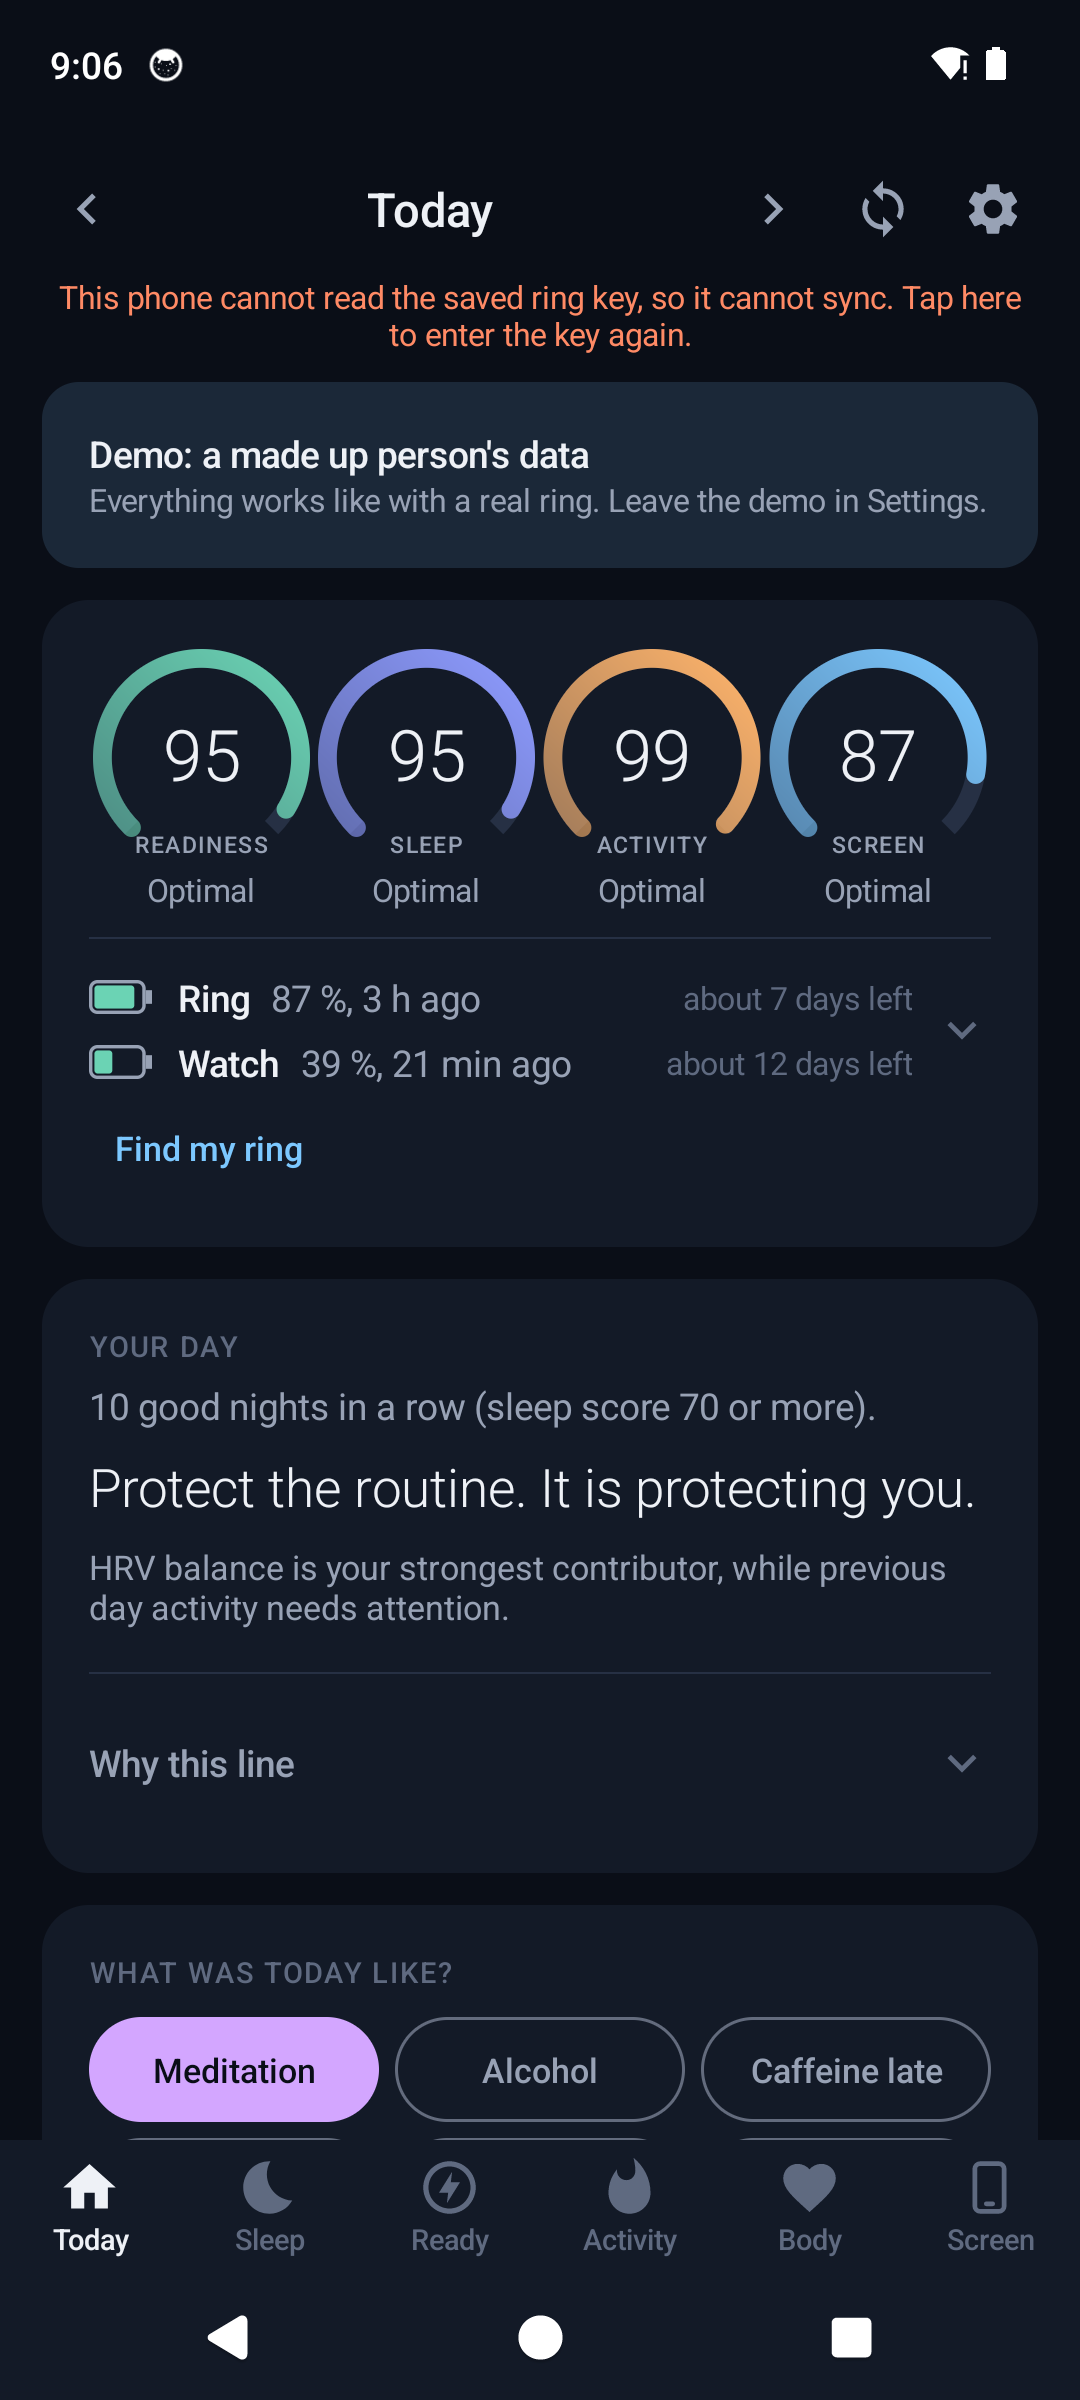 9:06
Today
This phone cannot read the saved ring key, so it cannot sync. Tap here
to enter the key again.
Demo: a made up person's data
Everything works like with a real ring. Leave the demo in Settings.
95 95 99 87
READINESS SLEEP ACTIVITY SCREEN
Optimal Optimal Optimal Optimal
Ring 87 %, 3 h ago about 7 days left
Watch 39 %, 21 min ago about 12 days left
Find my ring
YOUR DAY
10 good nights in a row (sleep score 70 or more).
Protect the routine. It is protecting you.
HRV balance is your strongest contributor, while previous
day activity needs attention.
Why this line
WHAT WAS TODAY LIKE?
Meditation Alcohol Caffeine late
Today Sleep Ready Activity Body Screen